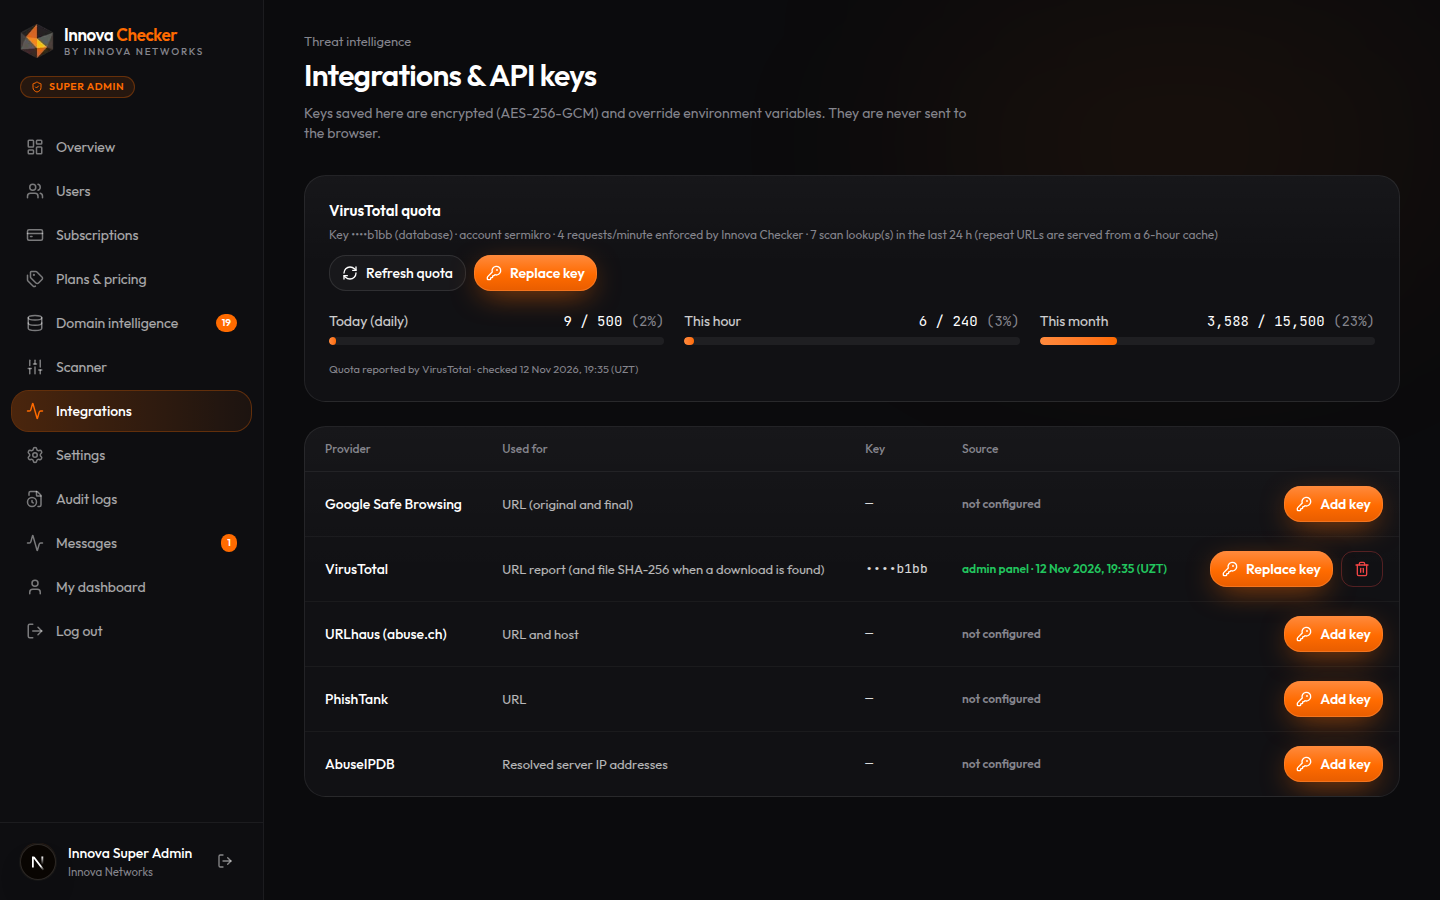 Innova Checker
BY INNOVA NETWORKS
SUPER ADMIN
Overview
Users
Subscriptions
Plans & pricing
Domain intelligence 19
Scanner
Integrations
Settings
Audit logs
Messages 1
My dashboard
Log out
N
Innova Super Admin
Innova Networks
Threat intelligence
Integrations & API keys
Keys saved here are encrypted (AES-256-GCM) and override environment variables. They are never sent to
the browser.
VirusTotal quota
Key ••••b1bb (database) · account sermikro · 4 requests/minute enforced by Innova Checker · 7 scan lookup(s) in the last 24 h (repeat URLs are served from a 6-hour cache)
Refresh quota Replace key
Today (daily) 9 / 500 (2%) This hour 6 / 240 (3%) This month 3,588 / 15,500 (23%)
Quota reported by VirusTotal · checked 12 Nov 2026, 19:35 (UZT)
Provider Used for Key Source
Google Safe Browsing URL (original and final) — not configured Add key
VirusTotal URL report (and file SHA-256 when a download is found) ••••b1bb admin panel · 12 Nov 2026, 19:35 (UZT) Replace key
URLhaus (abuse.ch) URL and host — not configured Add key
PhishTank URL — not configured Add key
AbuseIPDB Resolved server IP addresses — not configured Add key